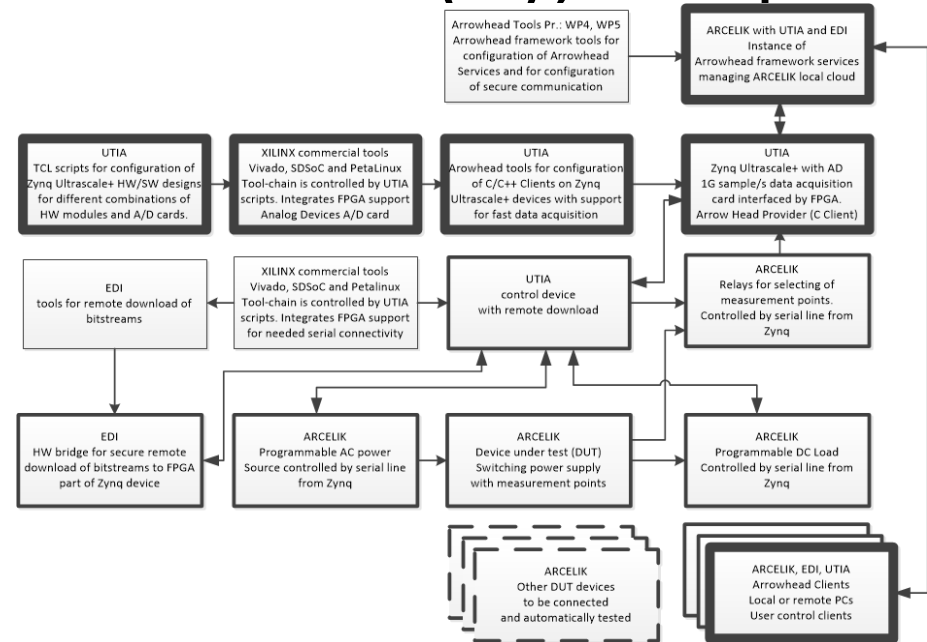 Arrowhead Tools Pr.: WP4, WP5
Arrowhead framework tools for
configuration of Arrowhead
Services and for configuration
of secure communication
ARCELIK with UTIA and EDI
Instance of
Arrowhead framework services
managing ARCELIK local cloud
UTIA
TCL scripts for configuration of
Zynq Ultrascale+ HW/SW designs
for different combinations of
HW modules and A/D cards.
XILINX commercial tools
Vivado, SDSoC and PetaLinux
Tool-chain is controlled by UTIA
scripts. Integrates FPGA support
Analog Devices A/D card
UTIA
Arowhead tools for configuration
of C/C++ Clients on Zynq
Ultrascale+ devices with support
for fast data acquisition
UTIA
Zynq Ultrascale+ with AD
1G sample/s data acquisition
card interfaced by FPGA.
Arrow Head Provider (C Client)
EDI
tools for remote download of
bitstreams
XILINX commercial tools
Vivado, SDSoC and Petalinux
Tool-chain is controlled by UTIA
scripts. Integrates FPGA support
for needed serial connectivity
UTIA
control device
with remote download
ARCELIK
Relays for selecting of
measurement points.
Controlled by serial line from
Zynq
EDI
HW bridge for secure remote
download of bitstreams to FPGA
part of Zynq device
ARCELIK
Programmable AC power
Source controlled by serial line
from Zynq
ARCELIK
Device under test (DUT)
Switching power supply
with measurement points
ARCELIK
Programmable DC Load
Controlled by serial line from
Zynq
ARCELIK
Other DUT devices
to be connected
and automatically tested
ARCELIK, EDI, UTIA
Arrowhead Clients
Local or remote PCs
User control clients